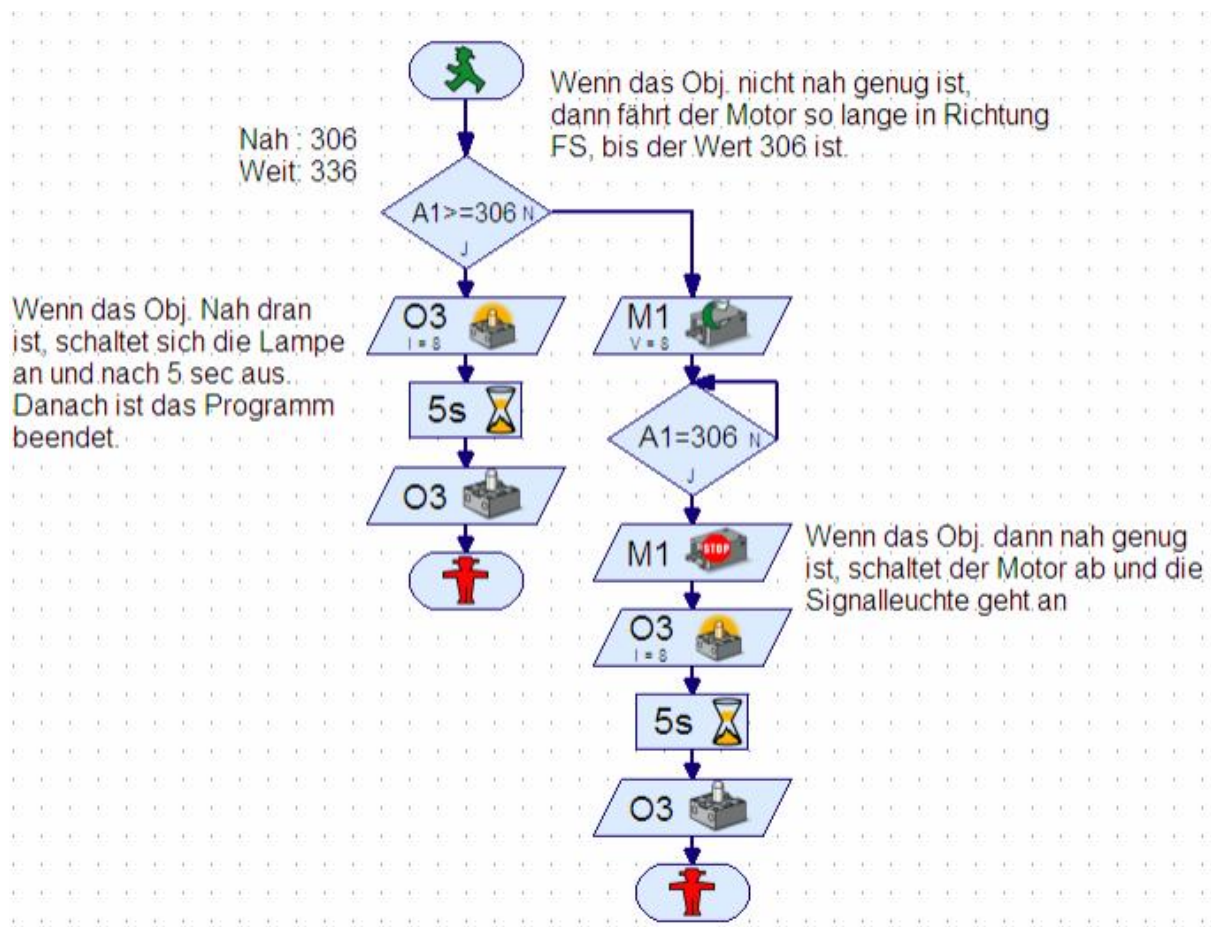 Wenn das Obj. nicht nah genug ist,
dann fährt der Motor so lange in Richtung
FS, bis der Wert 306 ist.
Nah : 306
Weit: 336
A1>=306 N
J
Wenn das Obj. Nah dran
ist, schaltet sich die Lampe
an und nach 5 sec aus.
Danach ist das Programm
beendet.
O3
I = 8
5s
O3
M1
V = 8
A1=306 N
J
M1
STOP
Wenn das Obj. dann nah genug
ist, schaltet der Motor ab und die
Signalleuchte geht an
O3
I = 8
5s
O3